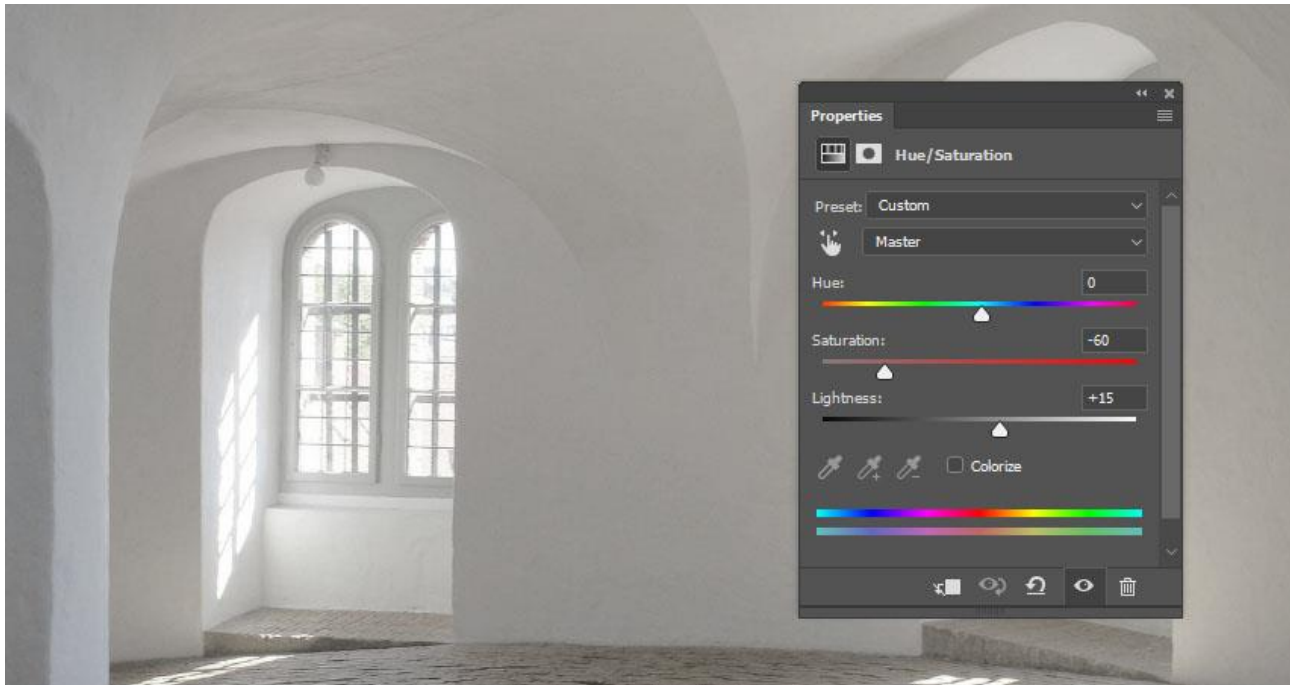 Properties
Hue/Saturation
Preset: Custom
Master
Hue: 0
Saturation: -60
Lightness: +15
Colorize